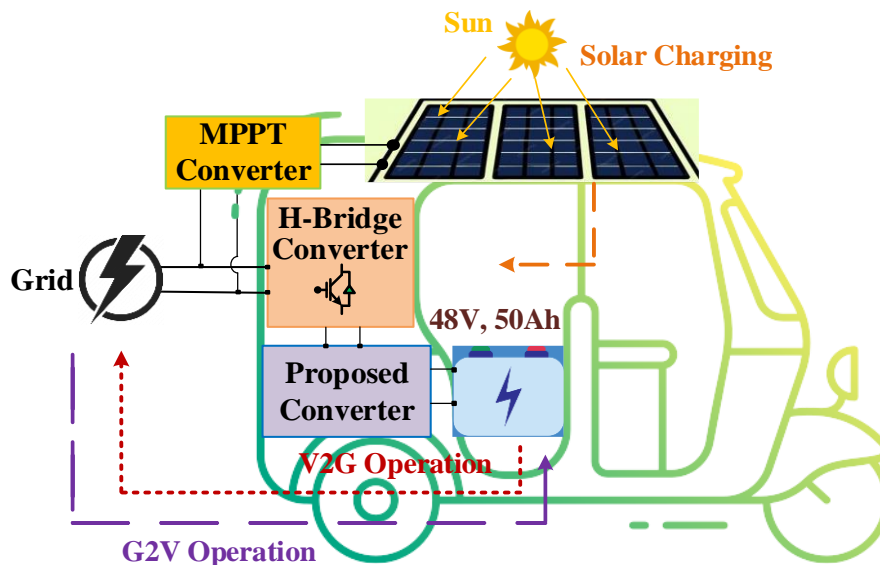 Sun
Solar Charging
MPPT
Converter
H-Bridge
Converter
Grid
48V, 50Ah
Proposed
Converter
V2G Operation
G2V Operation